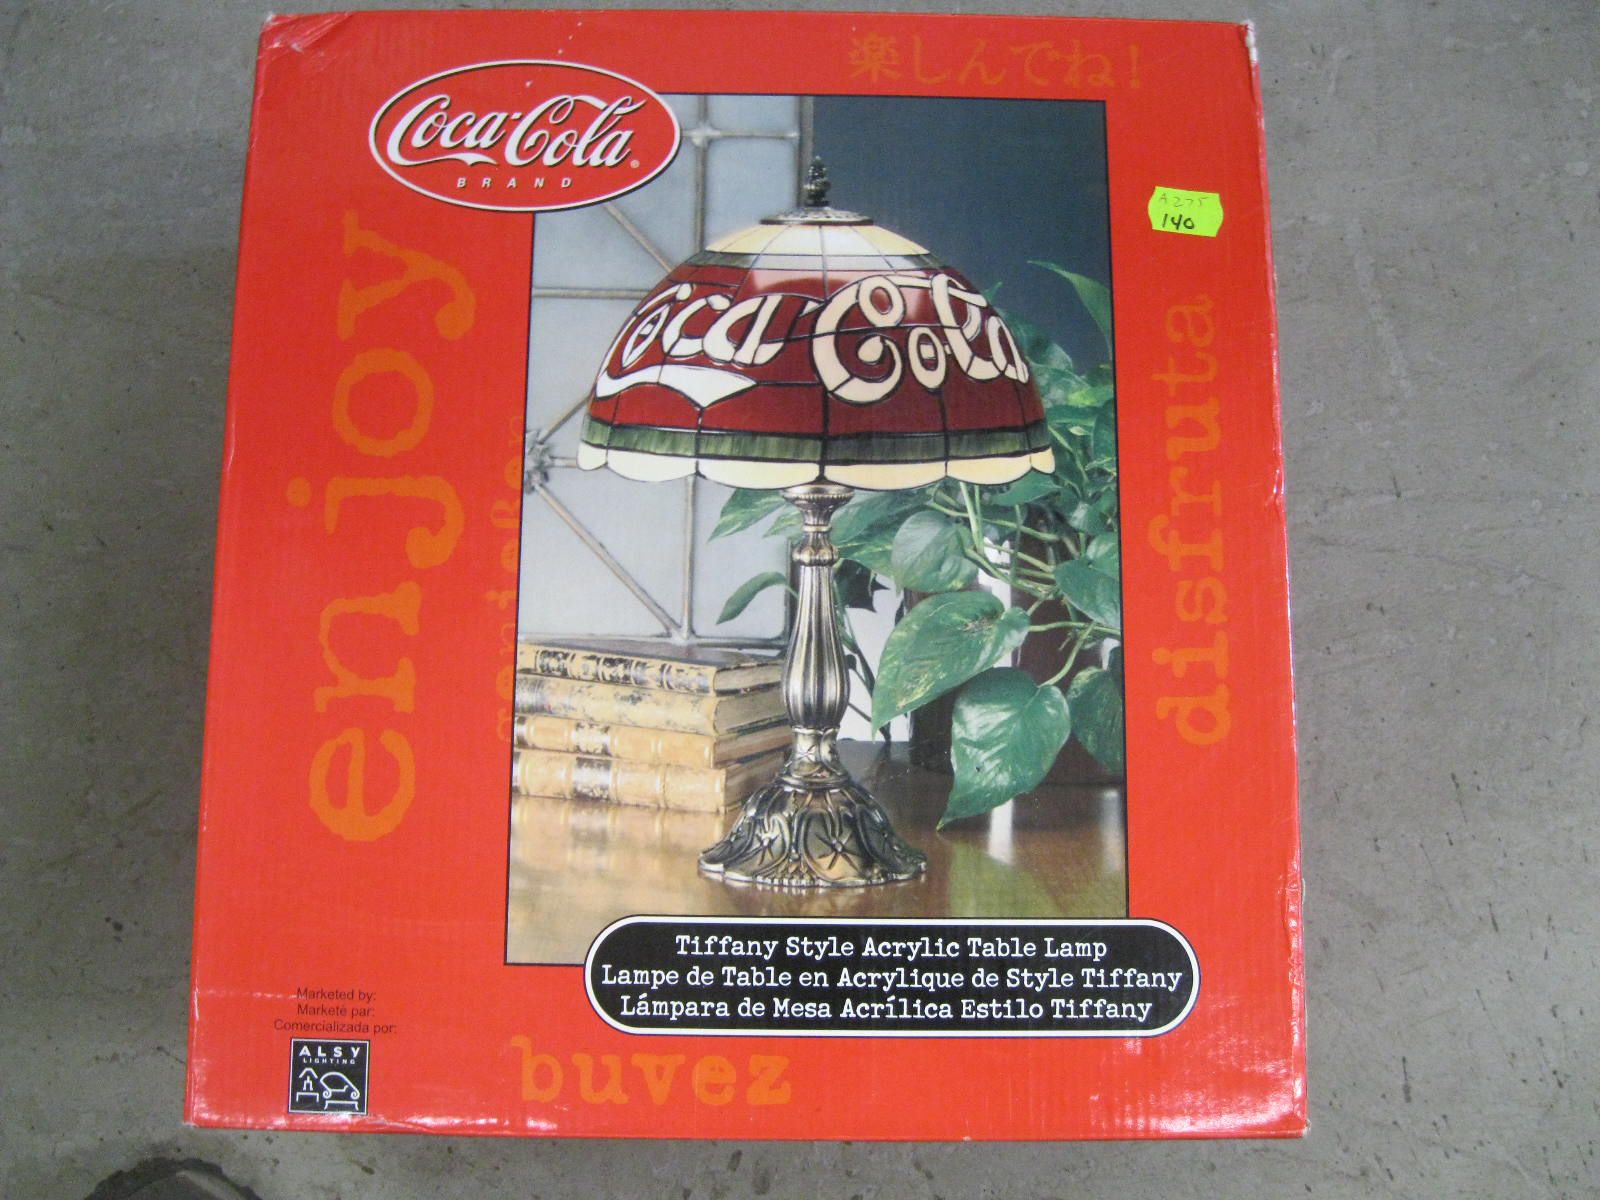 楽しんでね！
Coca-Cola®
BRAND
A275
140
enjoy
genießen
Coca Cola
disfruta
Tiffany Style Acrylic Table Lamp
Lampe de Table en Acrylique de Style Tiffany
Lámpara de Mesa Acrílica Estilo Tiffany
Marketed by:
Marketé par:
Comercializada por:
ALSY
LIGHTING
buvez